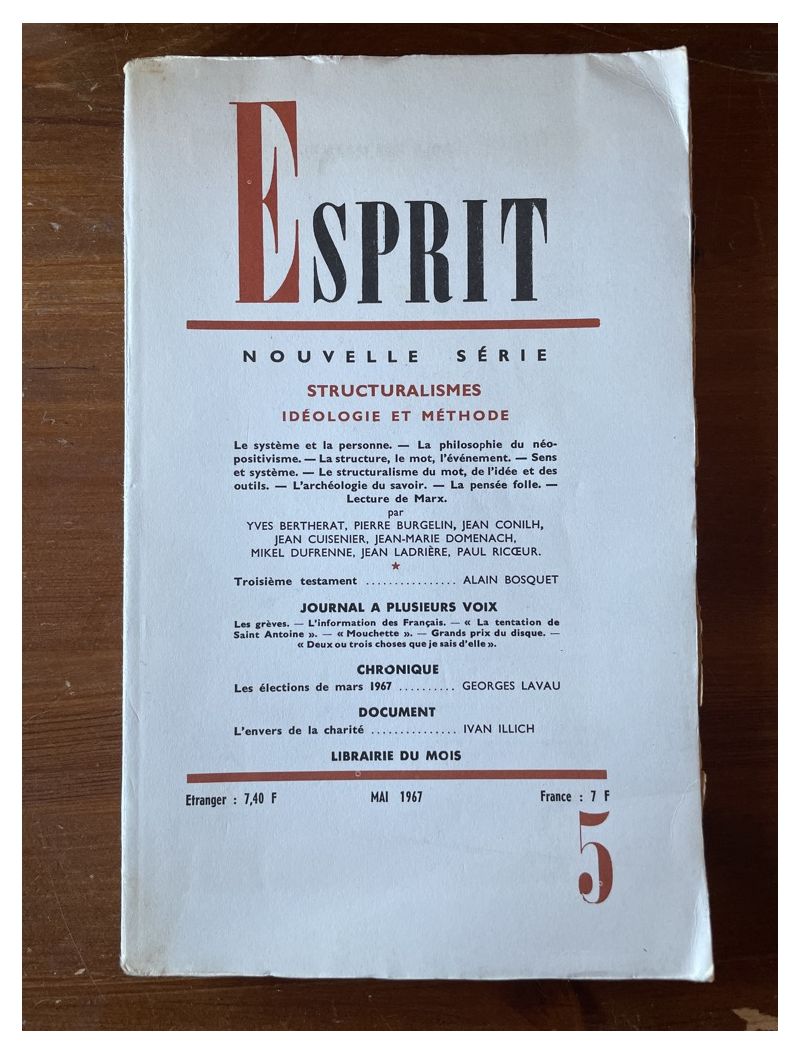 ESPRIT
NOUVELLE SÉRIE
STRUCTURALISMES
IDÉOLOGIE ET MÉTHODE
Le système et la personne. — La philosophie du néo-
positivisme. — La structure, le mot, l'événement. — Sens
et système. — Le structuralisme du mot, de l'idée et des
outils. — L'archéologie du savoir. — La pensée folle. —
Lecture de Marx.
par
YVES BERTHERAT, PIERRE BURGELIN, JEAN CONILH,
JEAN CUISENIER, JEAN-MARIE DOMENACH,
MIKEL DUFRENNE, JEAN LADRIÈRE, PAUL RICŒUR.
★
Troisième testament ................ ALAIN BOSQUET
JOURNAL A PLUSIEURS VOIX
Les grèves. — L'information des Français. — « La tentation de
Saint Antoine ». — « Mouchette ». — Grands prix du disque. —
« Deux ou trois choses que je sais d'elle ».
CHRONIQUE
Les élections de mars 1967 .......... GEORGES LAVAU
DOCUMENT
L'envers de la charité ............... IVAN ILLICH
LIBRAIRIE DU MOIS
Etranger : 7,40 F MAI 1967 France : 7 F
5